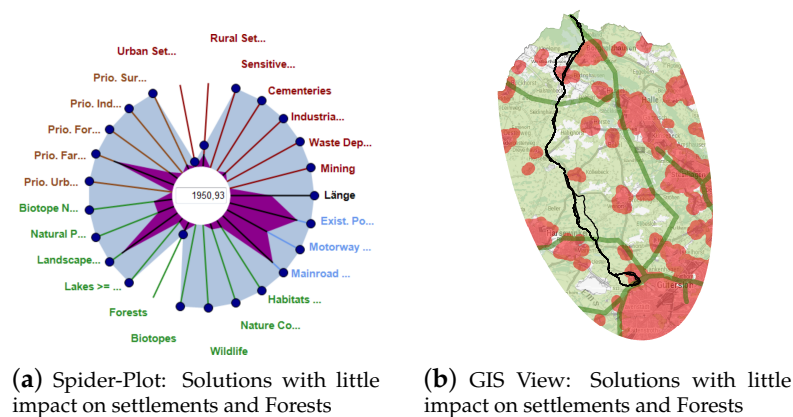 Rural Set...
Urban Set...
Sensitive...
Prio. Sur...
Cementeries
Prio. Ind...
Industria...
Prio. For...
Waste Dep...
Prio. Far...
Mining
Prio. Urb...
1950,93
Länge
Biotope N...
Exist. Po...
Natural P...
Motorway ...
Landscape...
Mainroad ...
Lakes >= ...
Habitats ...
Forests
Nature Co...
Biotopes
Wildlife
Halle
(a) Spider-Plot: Solutions with little
impact on settlements and Forests
(b) GIS View: Solutions with little
impact on settlements and Forests